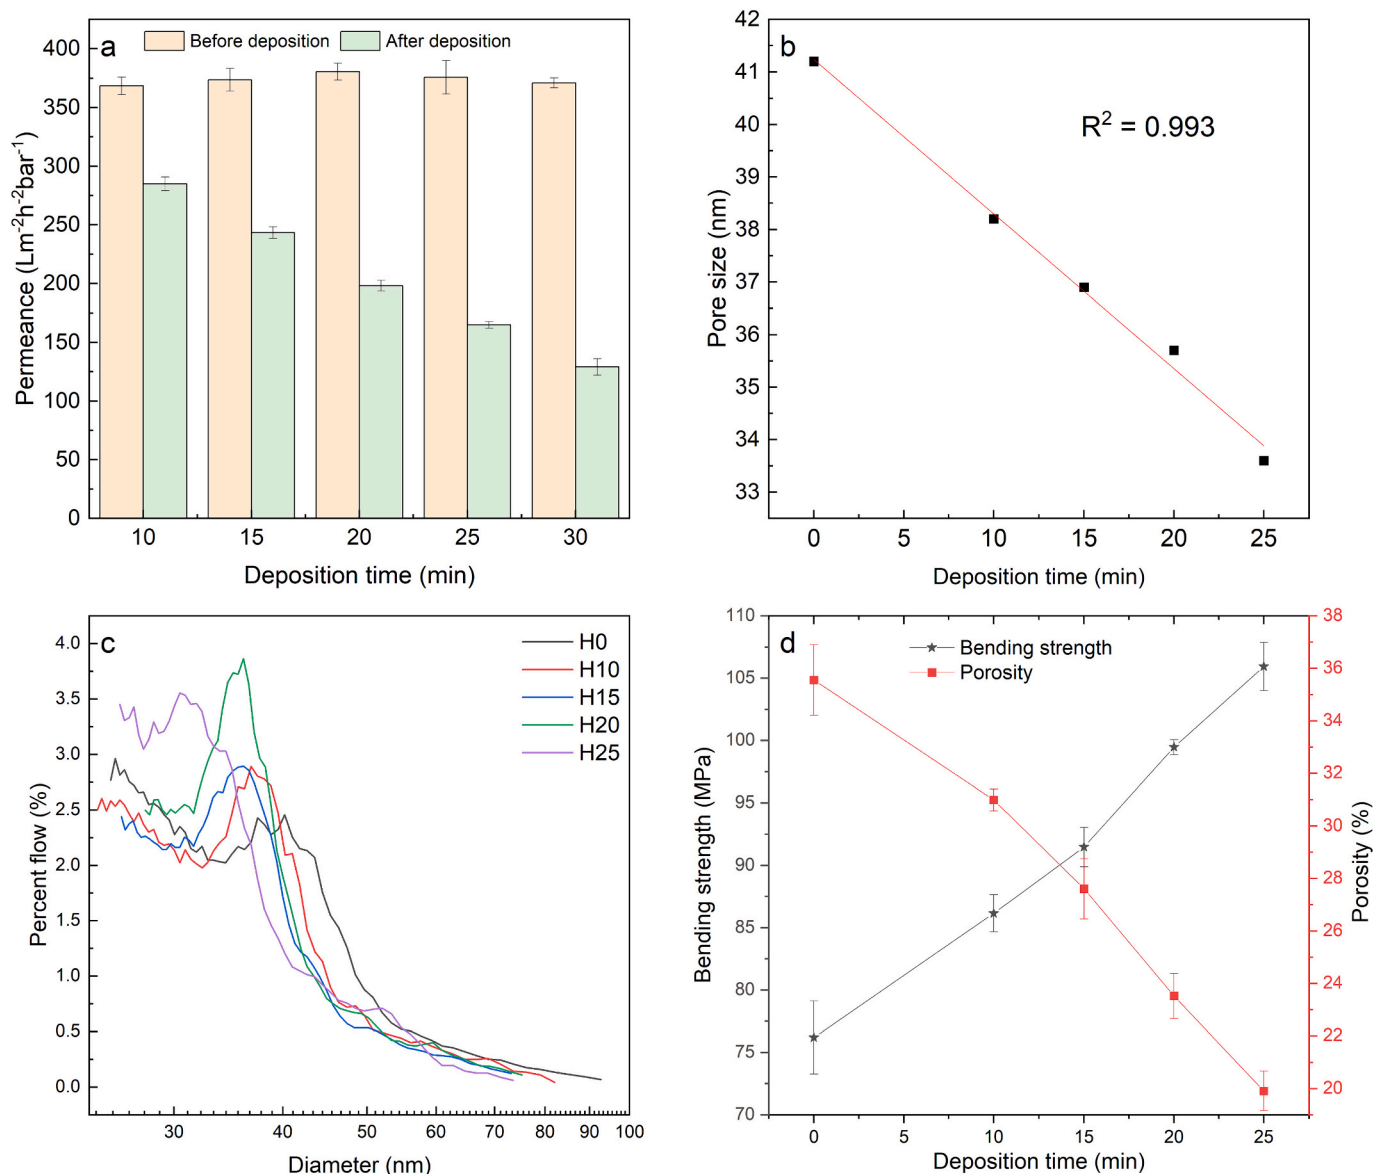 a
Before deposition
After deposition
400
350
300
250
200
150
100
50
0
Permeance (Lm⁻²h⁻²bar⁻¹)
10 15 20 25 30
Deposition time (min)
b
R² = 0.993
42
41
40
39
38
37
36
35
34
33
Pore size (nm)
0 5 10 15 20 25
Deposition time (min)
c
H0
H10
H15
H20
H25
4.0
3.5
3.0
2.5
2.0
1.5
1.0
0.5
0.0
Percent flow (%)
30 40 50 60 70 80 90 100
Diameter (nm)
d
Bending strength
Porosity
110
105
100
95
90
85
80
75
70
Bending strength (MPa)
38
36
34
32
30
28
26
24
22
20
Porosity (%)
0 5 10 15 20 25
Deposition time (min)